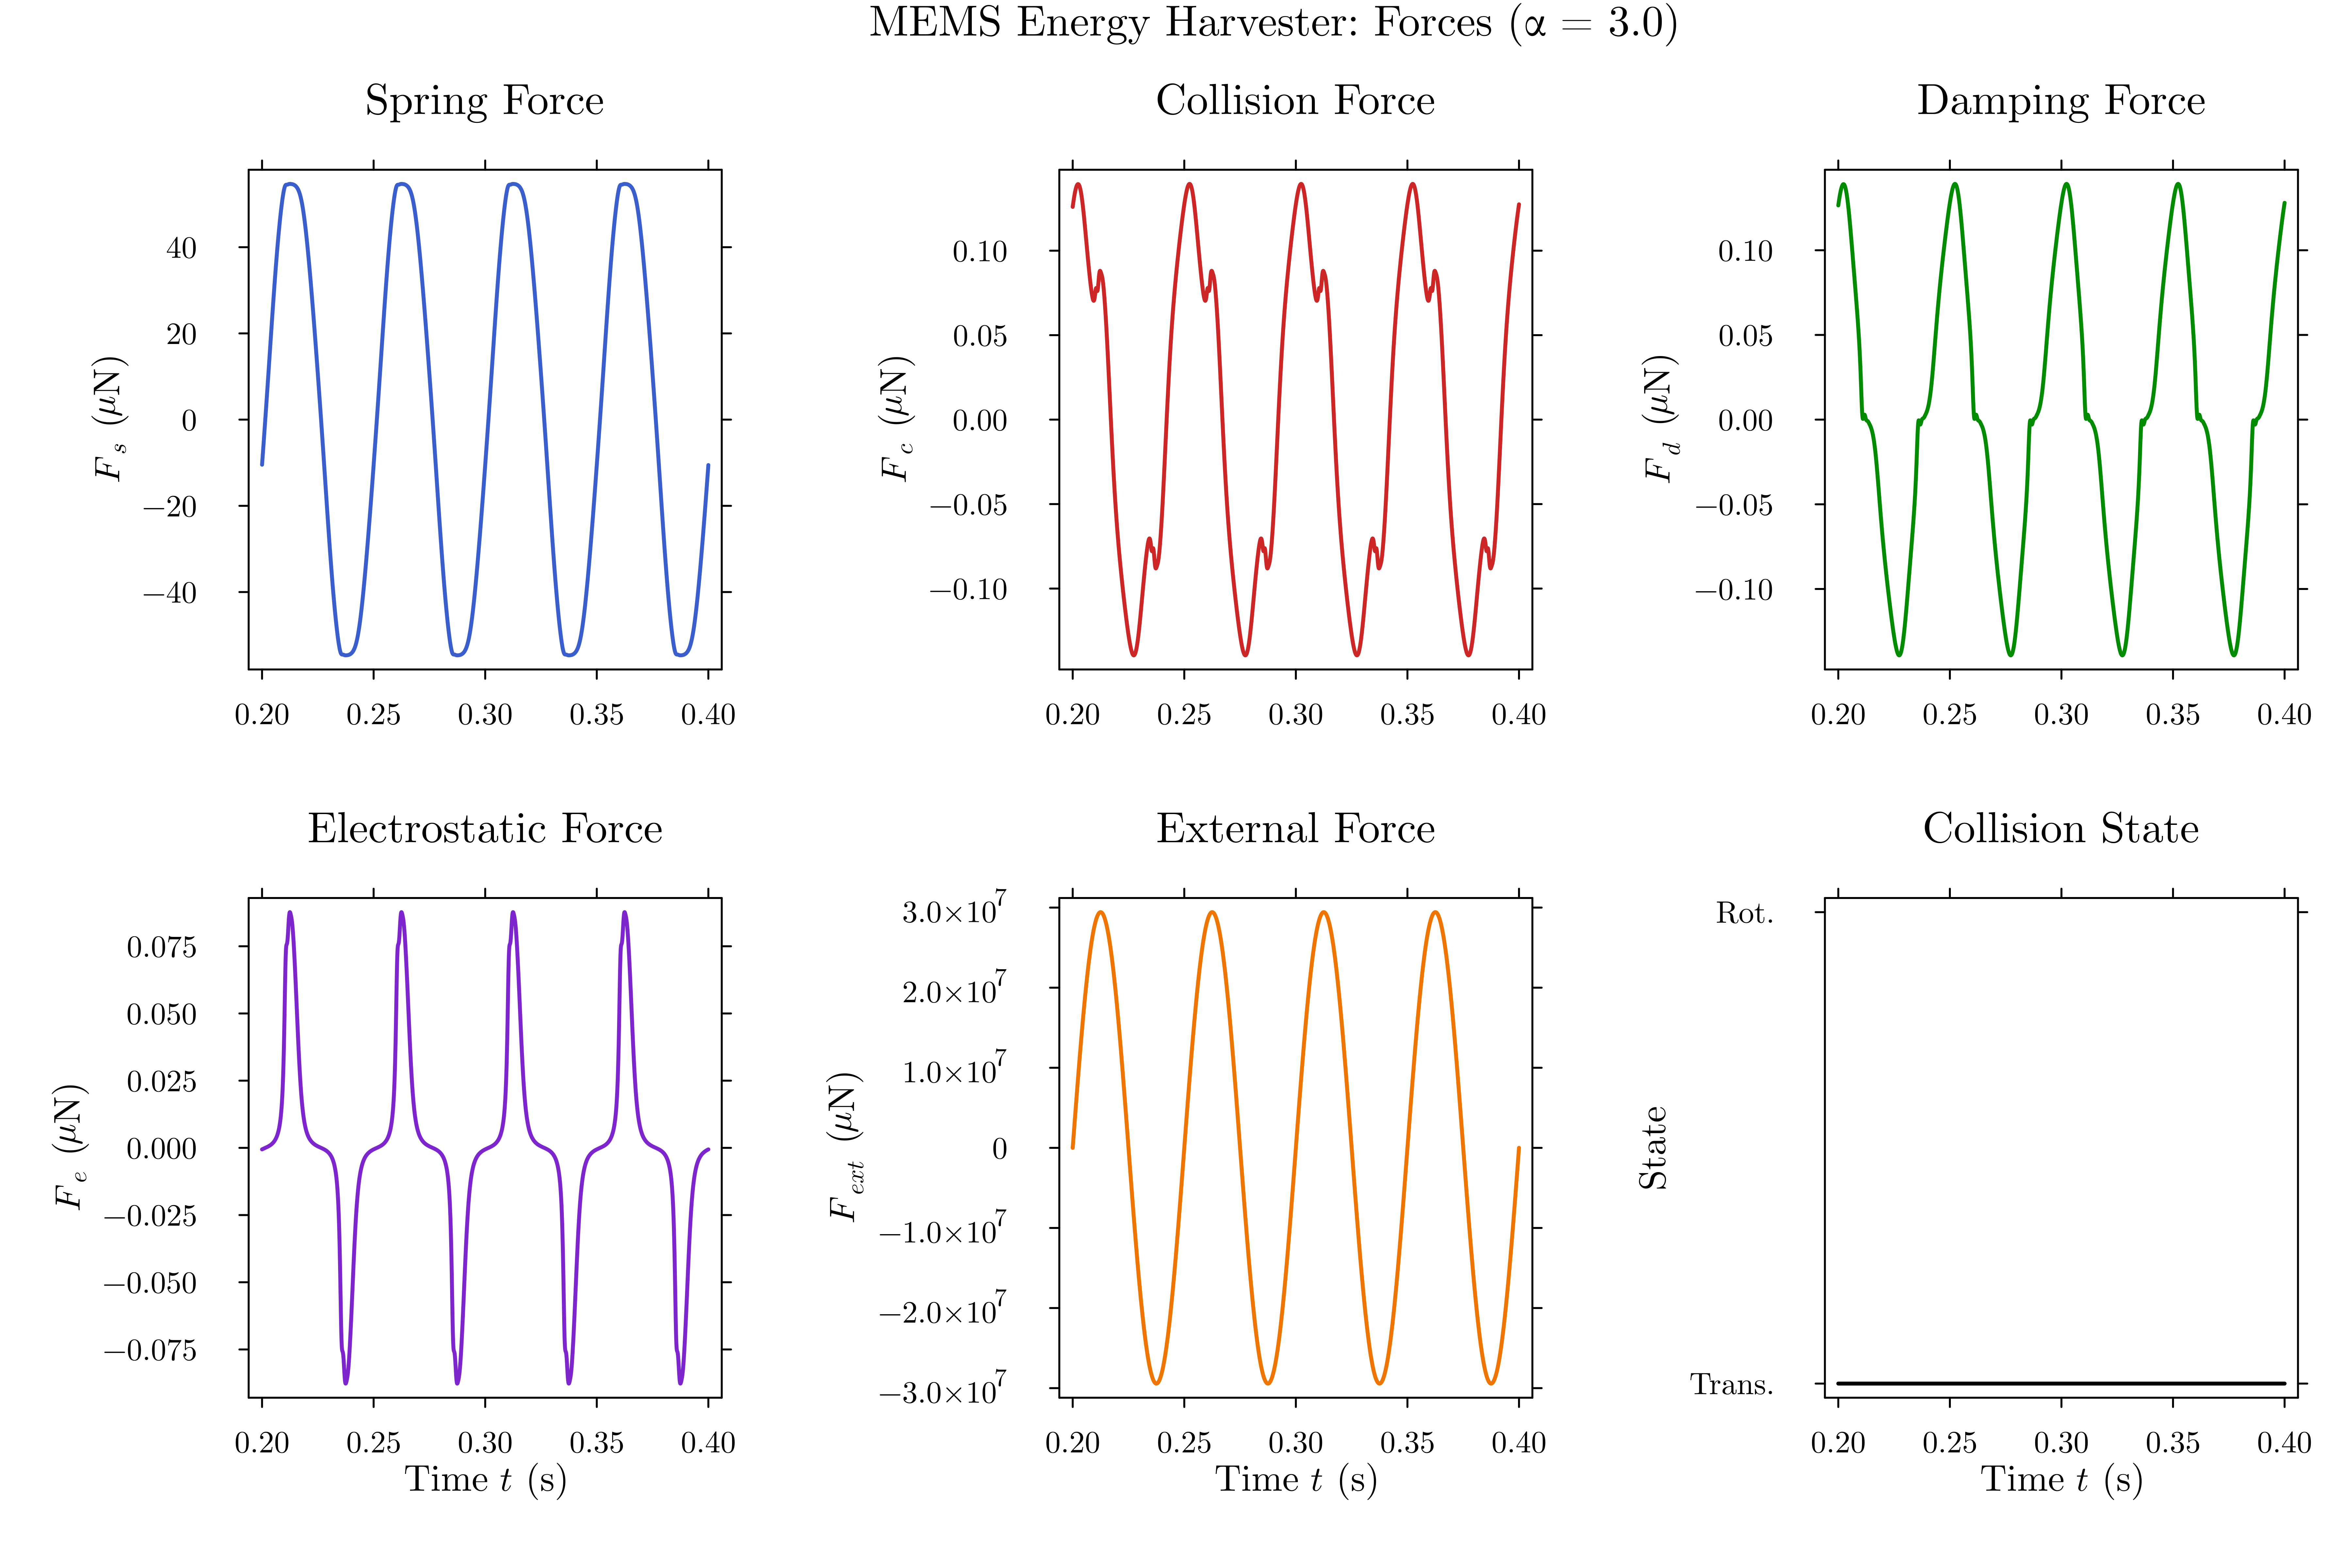 MEMS Energy Harvester: Forces (α = 3.0)
Spring Force
Collision Force
Damping Force
F_s (μN)
40
20
0
−20
−40
0.20 0.25 0.30 0.35 0.40
F_c (μN)
0.10
0.05
0.00
−0.05
−0.10
0.20 0.25 0.30 0.35 0.40
F_d (μN)
0.10
0.05
0.00
−0.05
−0.10
0.20 0.25 0.30 0.35 0.40
Electrostatic Force
External Force
Collision State
F_e (μN)
0.075
0.050
0.025
0.000
−0.025
−0.050
−0.075
0.20 0.25 0.30 0.35 0.40
Time t (s)
F_ext (μN)
3.0×10⁷
2.0×10⁷
1.0×10⁷
0
−1.0×10⁷
−2.0×10⁷
−3.0×10⁷
0.20 0.25 0.30 0.35 0.40
Time t (s)
State
Rot.
Trans.
0.20 0.25 0.30 0.35 0.40
Time t (s)